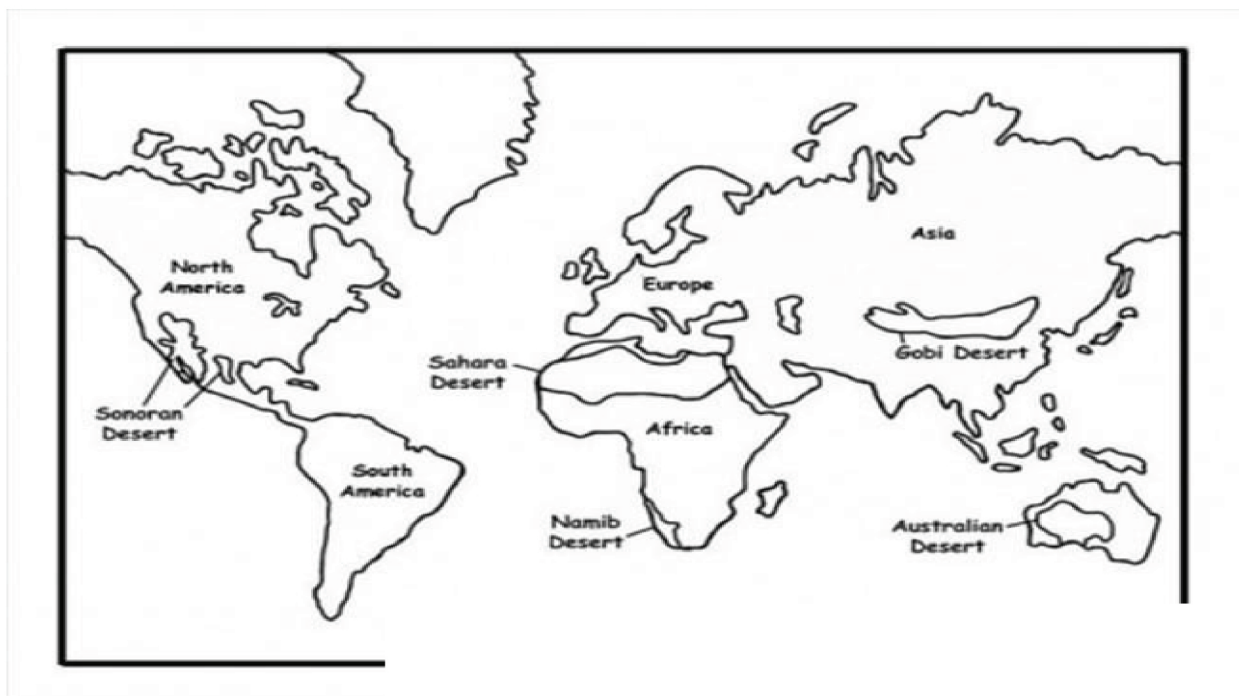 Asia
North
America
Europe
Gobi Desert
Sahara
Desert
Sonoran
Desert
Africa
South
America
Namib
Desert
Australian
Desert